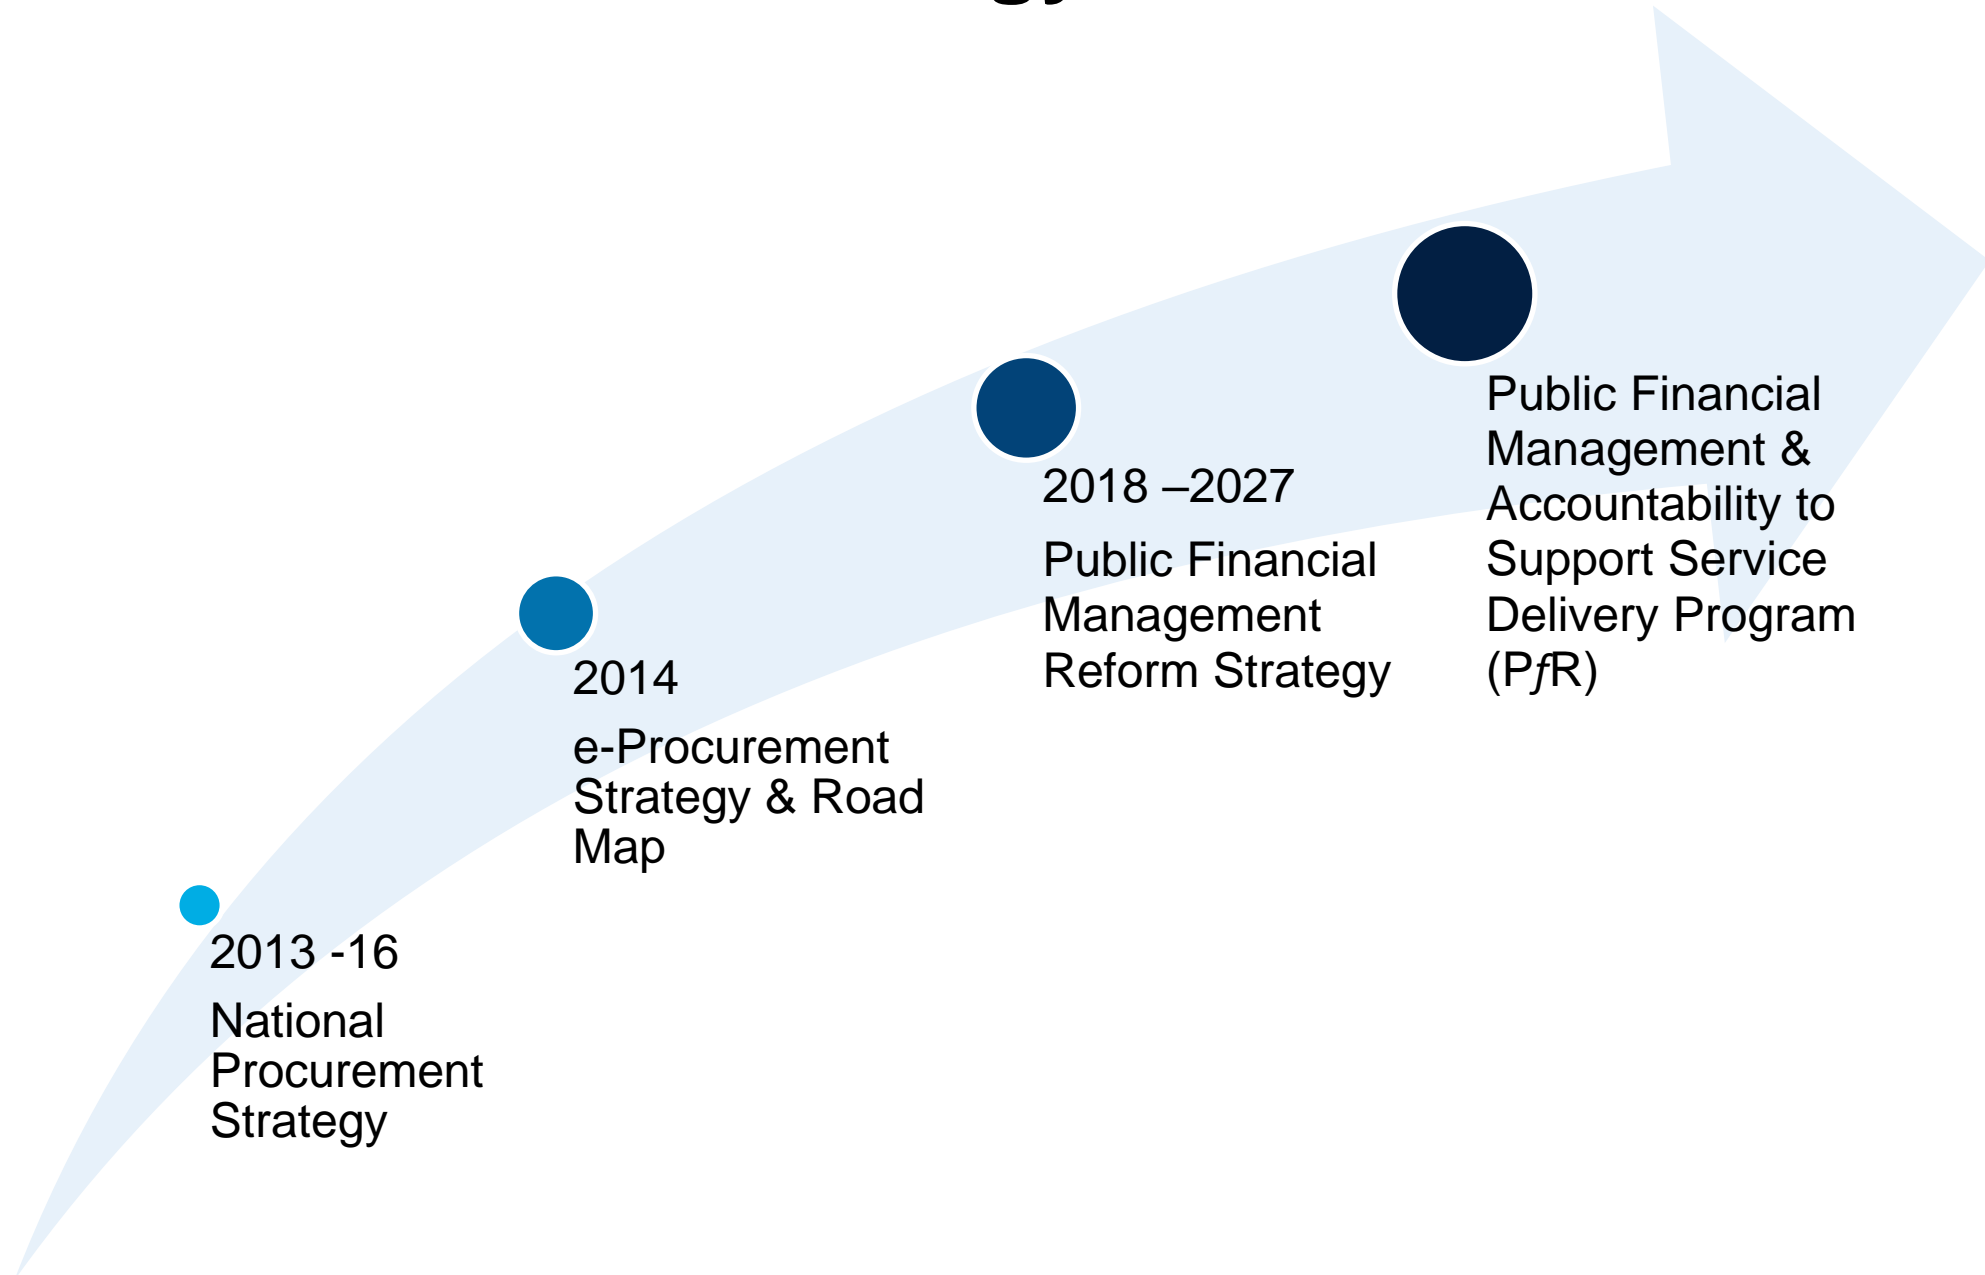 2013 -16
National
Procurement
Strategy
2014
e-Procurement
Strategy & Road
Map
2018 –2027
Public Financial
Management
Reform Strategy
Public Financial
Management &
Accountability to
Support Service
Delivery Program
(PfR)